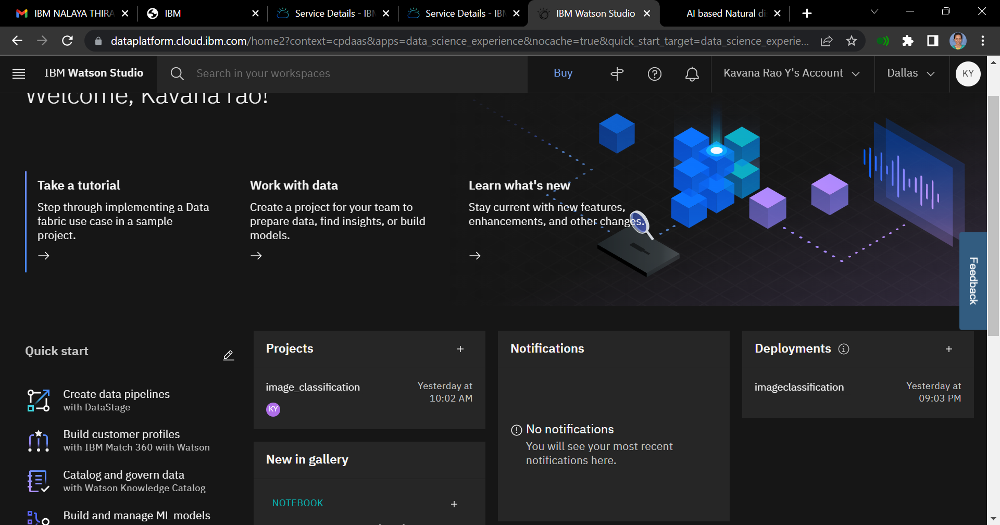 IBM NALAYA THIRA
IBM
Service Details - IBM
Service Details - IBM
IBM Watson Studio
AI based Natural di
dataplatform.cloud.ibm.com/home2?context=cpdaas&apps=data_science_experience&nocache=true&quick_start_target=data_science_experie...
IBM Watson Studio
Search in your workspaces
Buy
Kavana Rao Y's Account
Dallas
KY
Welcome, Kavana rao!
Take a tutorial
Step through implementing a Data
fabric use case in a sample
project.
Work with data
Create a project for your team to
prepare data, find insights, or build
models.
Learn what's new
Stay current with new features,
enhancements, and other changes.
Feedback
Quick start
Create data pipelines
with DataStage
Build customer profiles
with IBM Match 360 with Watson
Catalog and govern data
with Watson Knowledge Catalog
Build and manage ML models
Projects
image_classification
Yesterday at
10:02 AM
KY
New in gallery
NOTEBOOK
Notifications
No notifications
You will see your most recent
notifications here.
Deployments
imageclassification
Yesterday at
09:03 PM